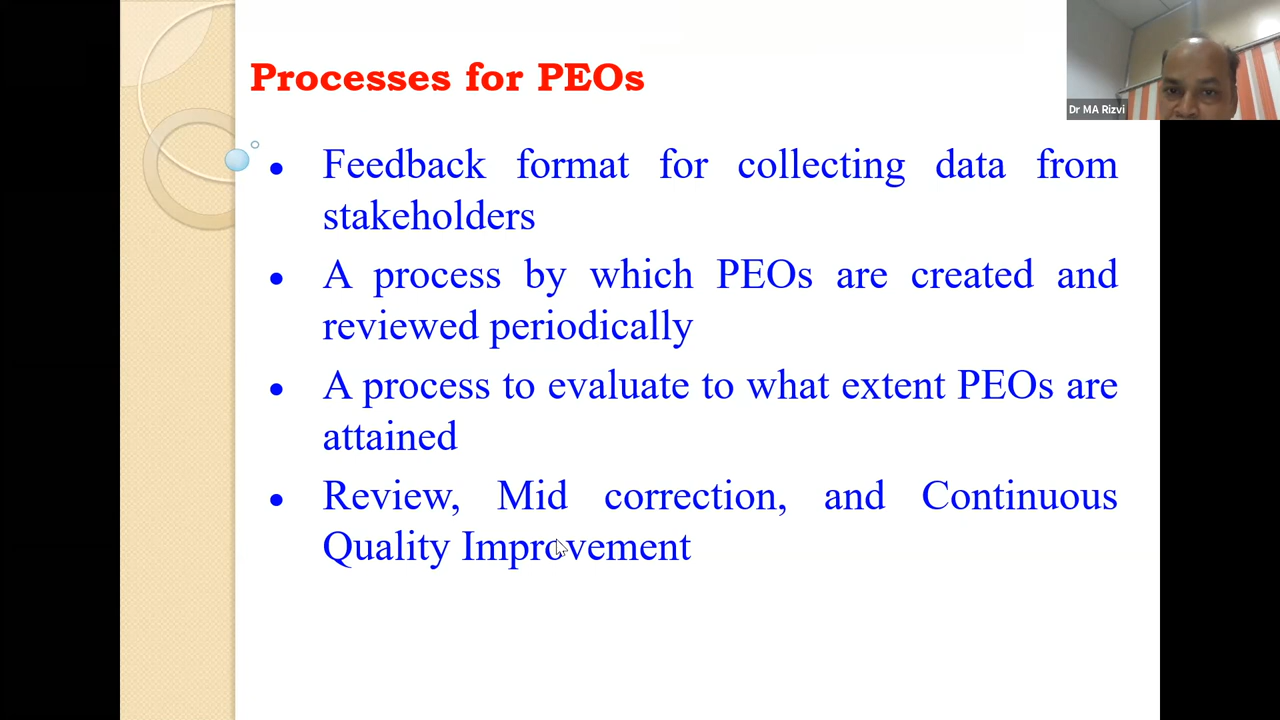 Processes for PEOs
Dr MA Rizvi
• Feedback format for collecting data from
stakeholders
• A process by which PEOs are created and
reviewed periodically
• A process to evaluate to what extent PEOs are
attained
• Review, Mid correction, and Continuous
Quality Improvement